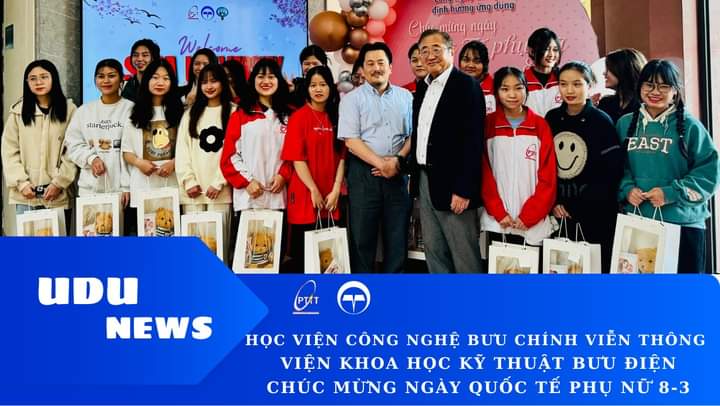 Welcome
định hướng ứng dụng
Chúc mừng ngày
starterjuck
EAST
UDU
NEWS
PTIT
HỌC VIỆN CÔNG NGHỆ BƯU CHÍNH VIỄN THÔNG
VIỆN KHOA HỌC KỸ THUẬT BƯU ĐIỆN
CHÚC MỪNG NGÀY QUỐC TẾ PHỤ NỮ 8-3